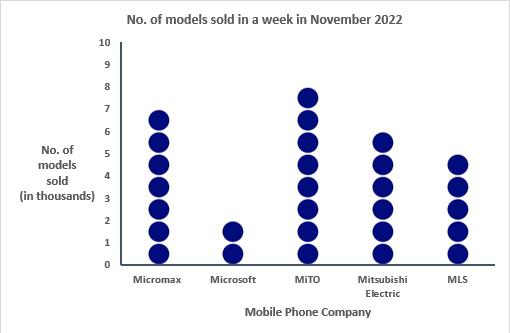 No. of models sold in a week in November 2022
10
9
8
7
6
5
4
3
2
1
0
No. of
models
sold
(in thousands)
Micromax Microsoft MiTO Mitsubishi MLS
Electric
Mobile Phone Company